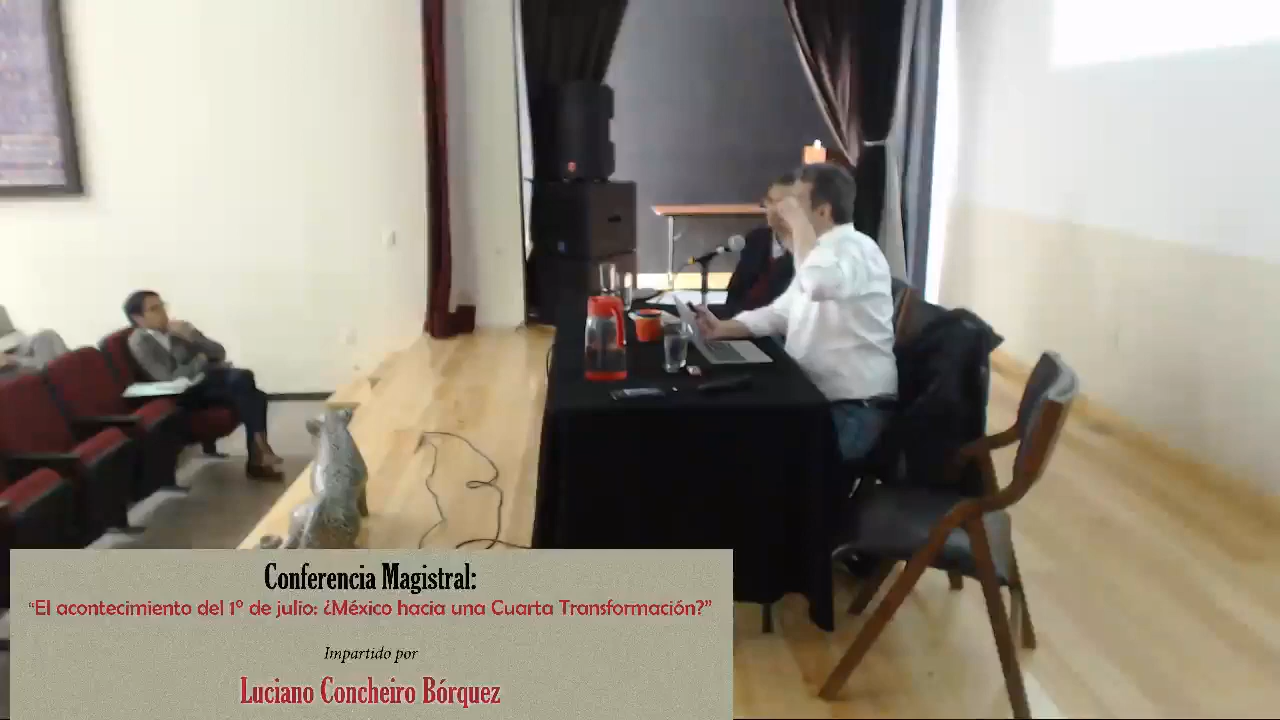 Conferencia Magistral:
“El acontecimiento del 1º de julio: ¿México hacia una Cuarta Transformación?”
Impartido por
Luciano Concheiro Bórquez